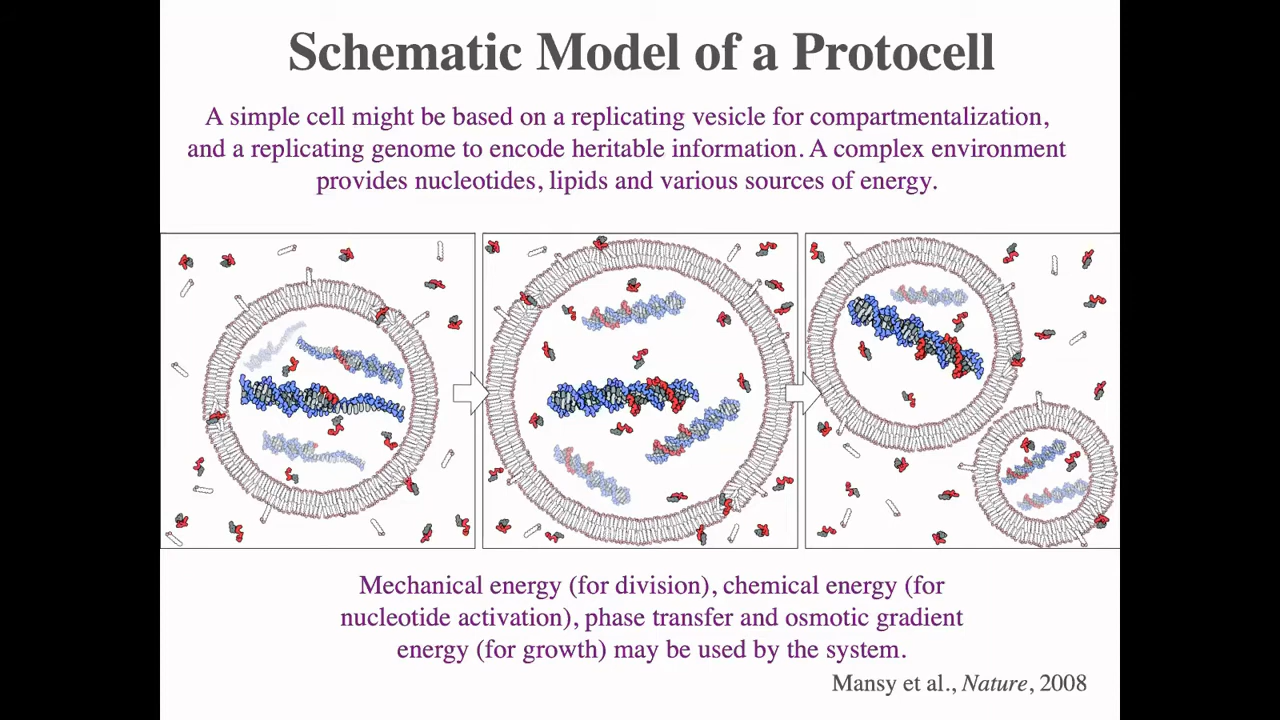 Schematic Model of a Protocell
A simple cell might be based on a replicating vesicle for compartmentalization,
and a replicating genome to encode heritable information. A complex environment
provides nucleotides, lipids and various sources of energy.
Mechanical energy (for division), chemical energy (for
nucleotide activation), phase transfer and osmotic gradient
energy (for growth) may be used by the system.
Mansy et al., Nature, 2008